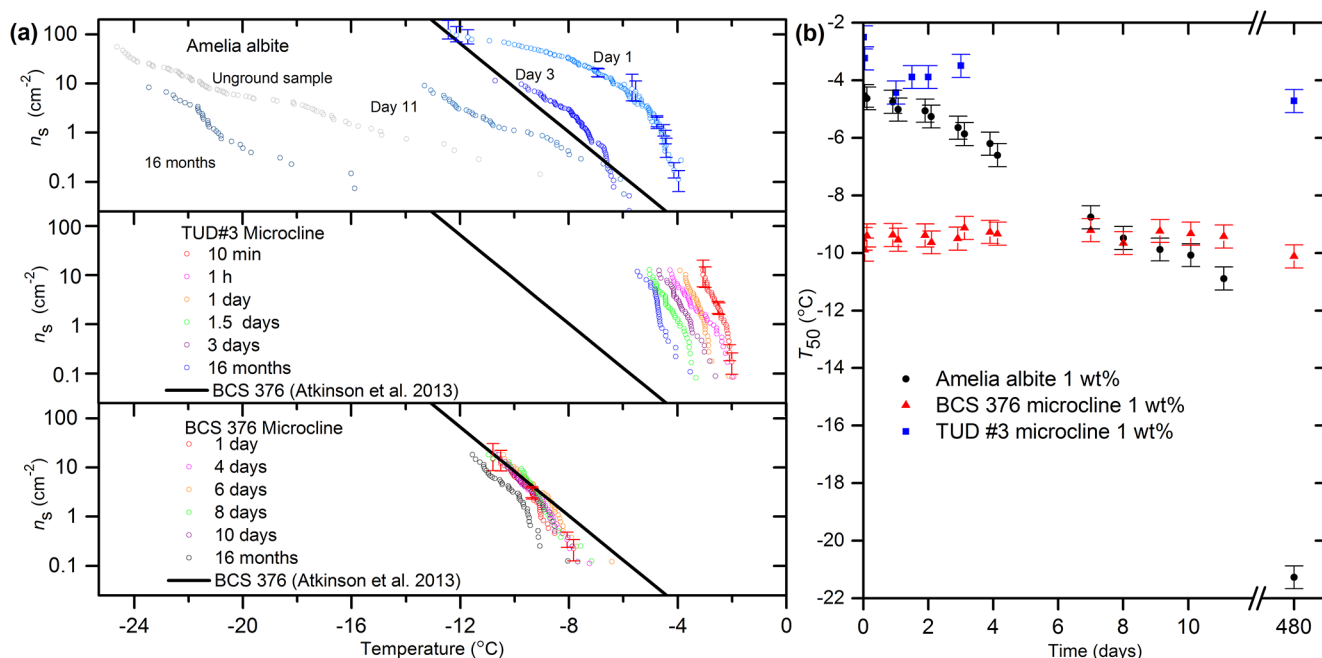 (a)
Amelia albite
Unground sample
Day 1
Day 3
Day 11
16 months
100
10
1
0.1
nₛ (cm⁻²)
TUD#3 Microcline
10 min
1 h
1 day
1.5 days
3 days
16 months
BCS 376 (Atkinson et al. 2013)
100
10
1
0.1
nₛ (cm⁻²)
BCS 376 Microcline
1 day
4 days
6 days
8 days
10 days
16 months
BCS 376 (Atkinson et al. 2013)
100
10
1
0.1
nₛ (cm⁻²)
-24 -20 -16 -12 -8 -4 0
Temperature (°C)
(b)
-2
-4
-6
-8
-10
-12
-14
-16
-18
-20
-22
T₅₀ (°C)
Amelia albite 1 wt%
BCS 376 microcline 1 wt%
TUD #3 microcline 1 wt%
0 2 4 6 8 10 480
Time (days)